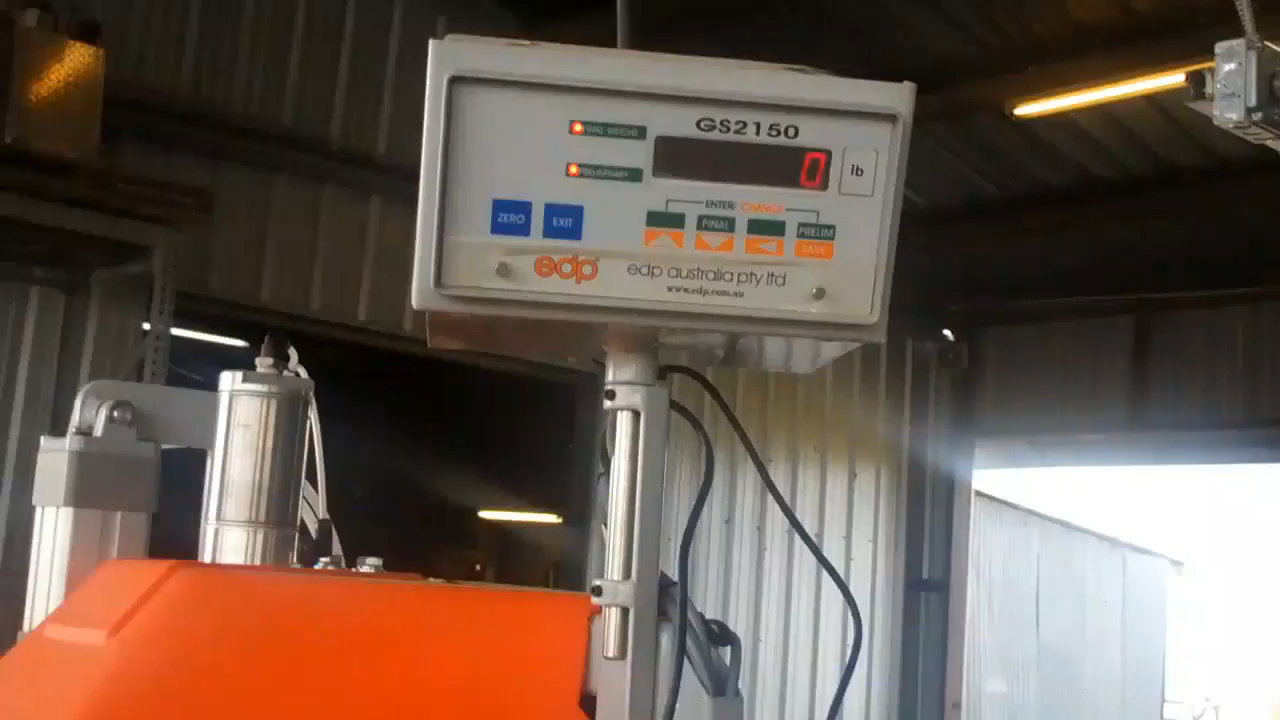 GS2150
FINAL WEIGHT
0
lb
PRELIMINARY
ENTER/ CHANGE
ZERO
EXIT
FINAL
PRELIM
SAVE
edp
edp australia pty ltd
www.edp.com.au